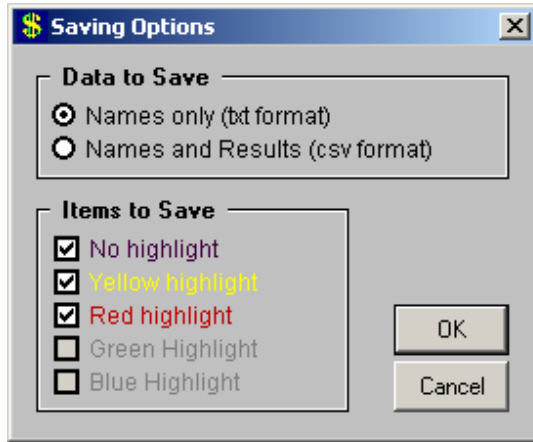 $ Saving Options
Data to Save
Names only (txt format)
Names and Results (csv format)
Items to Save
No highlight
Yellow highlight
Red highlight
Green Highlight
Blue Highlight
OK
Cancel